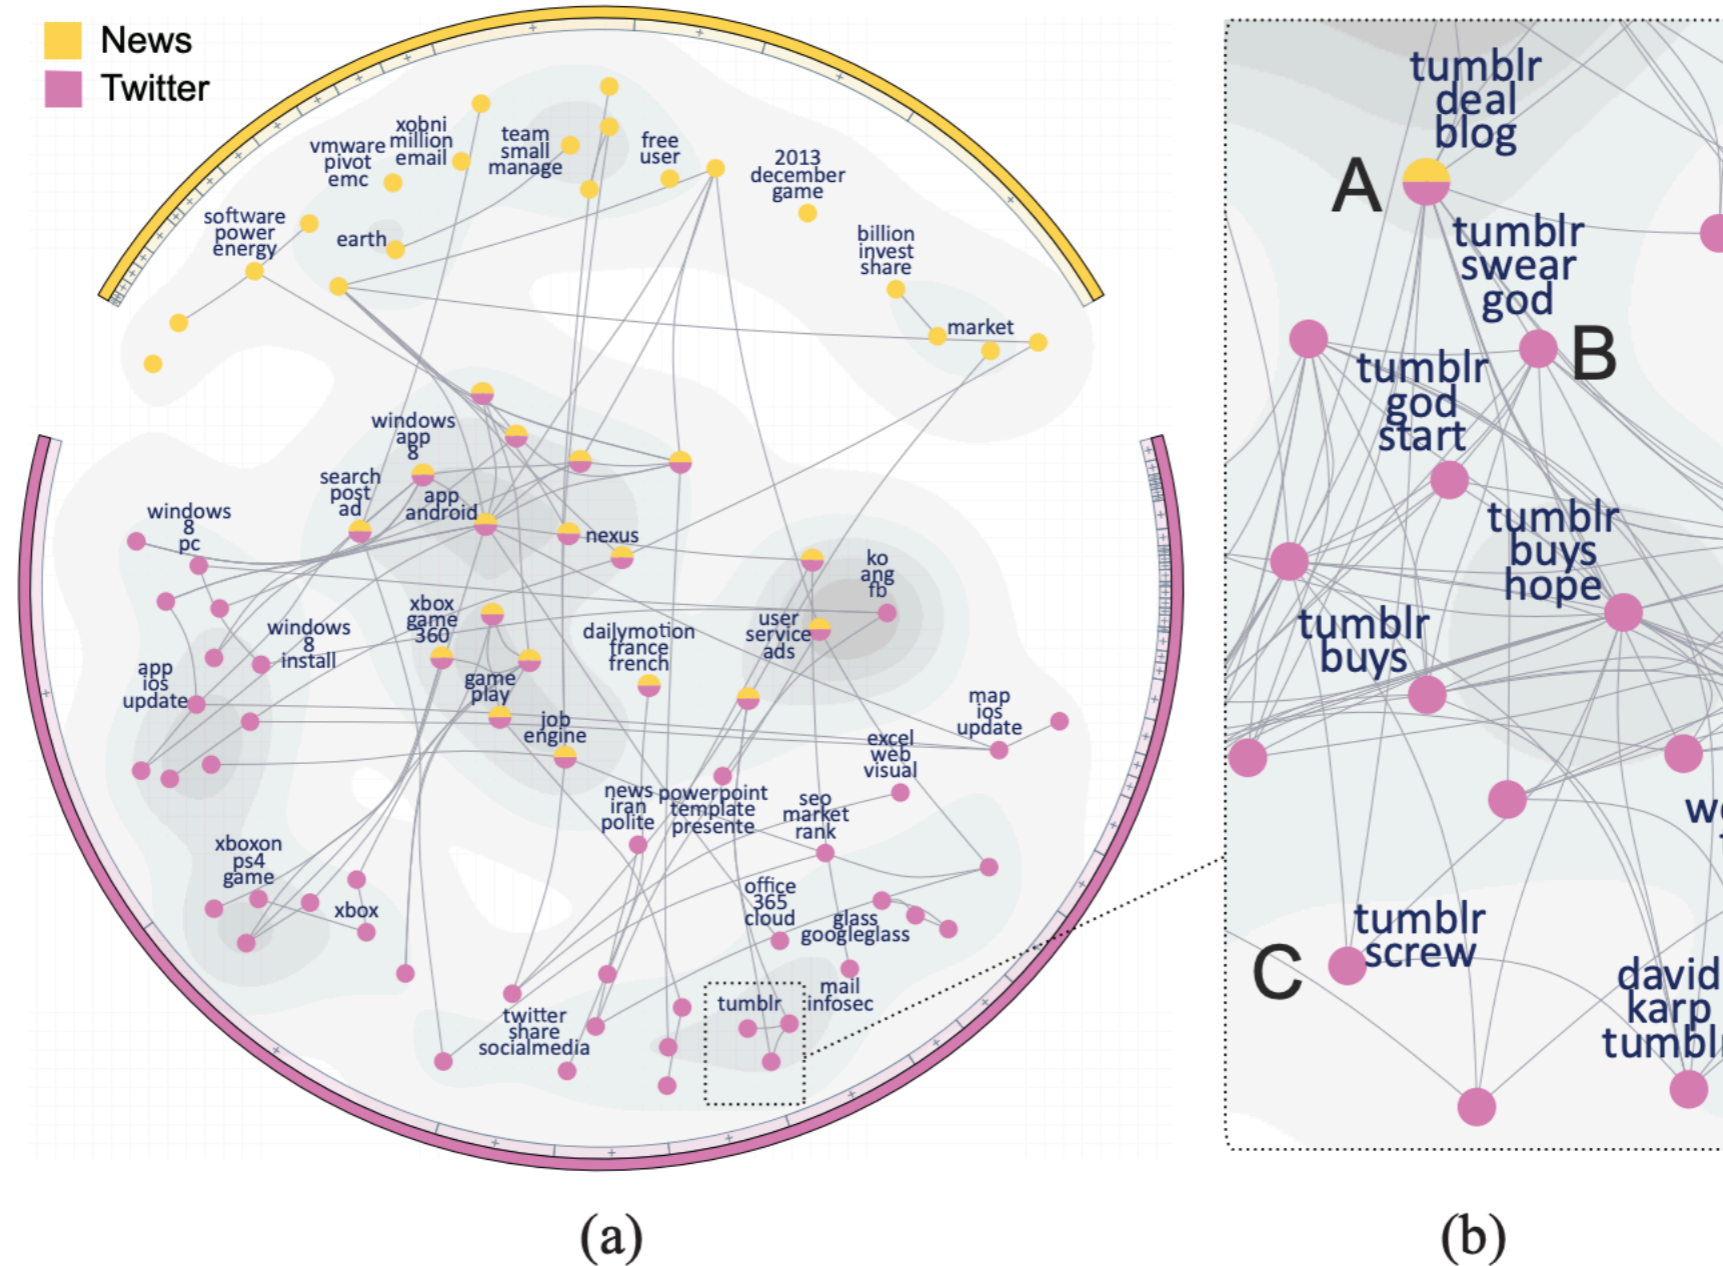 News
Twitter
xobni
million
email
vmware
pivot
emc
team
small
manage
free
user
2013
december
game
software
power
energy
earth
billion
invest
share
market
windows
app
8
search
post
ad
app
android
nexus
windows
8
pc
ko
ang
fb
xbox
game
360
windows
8
install
dailymotion
france
french
user
service
ads
app
ios
update
game
play
job
engine
map
ios
update
excel
web
visual
news
iran
polite
powerpoint
template
presente
seo
market
rank
xboxon
ps4
game
xbox
office
365
cloud
glass
googleglass
mail
infosec
tumblr
twitter
share
socialmedia
(a)
tumblr
deal
blog
A
tumblr
swear
god
B
tumblr
god
start
tumblr
buys
hope
tumblr
buys
tumblr
screw
C
david
karp
(b)